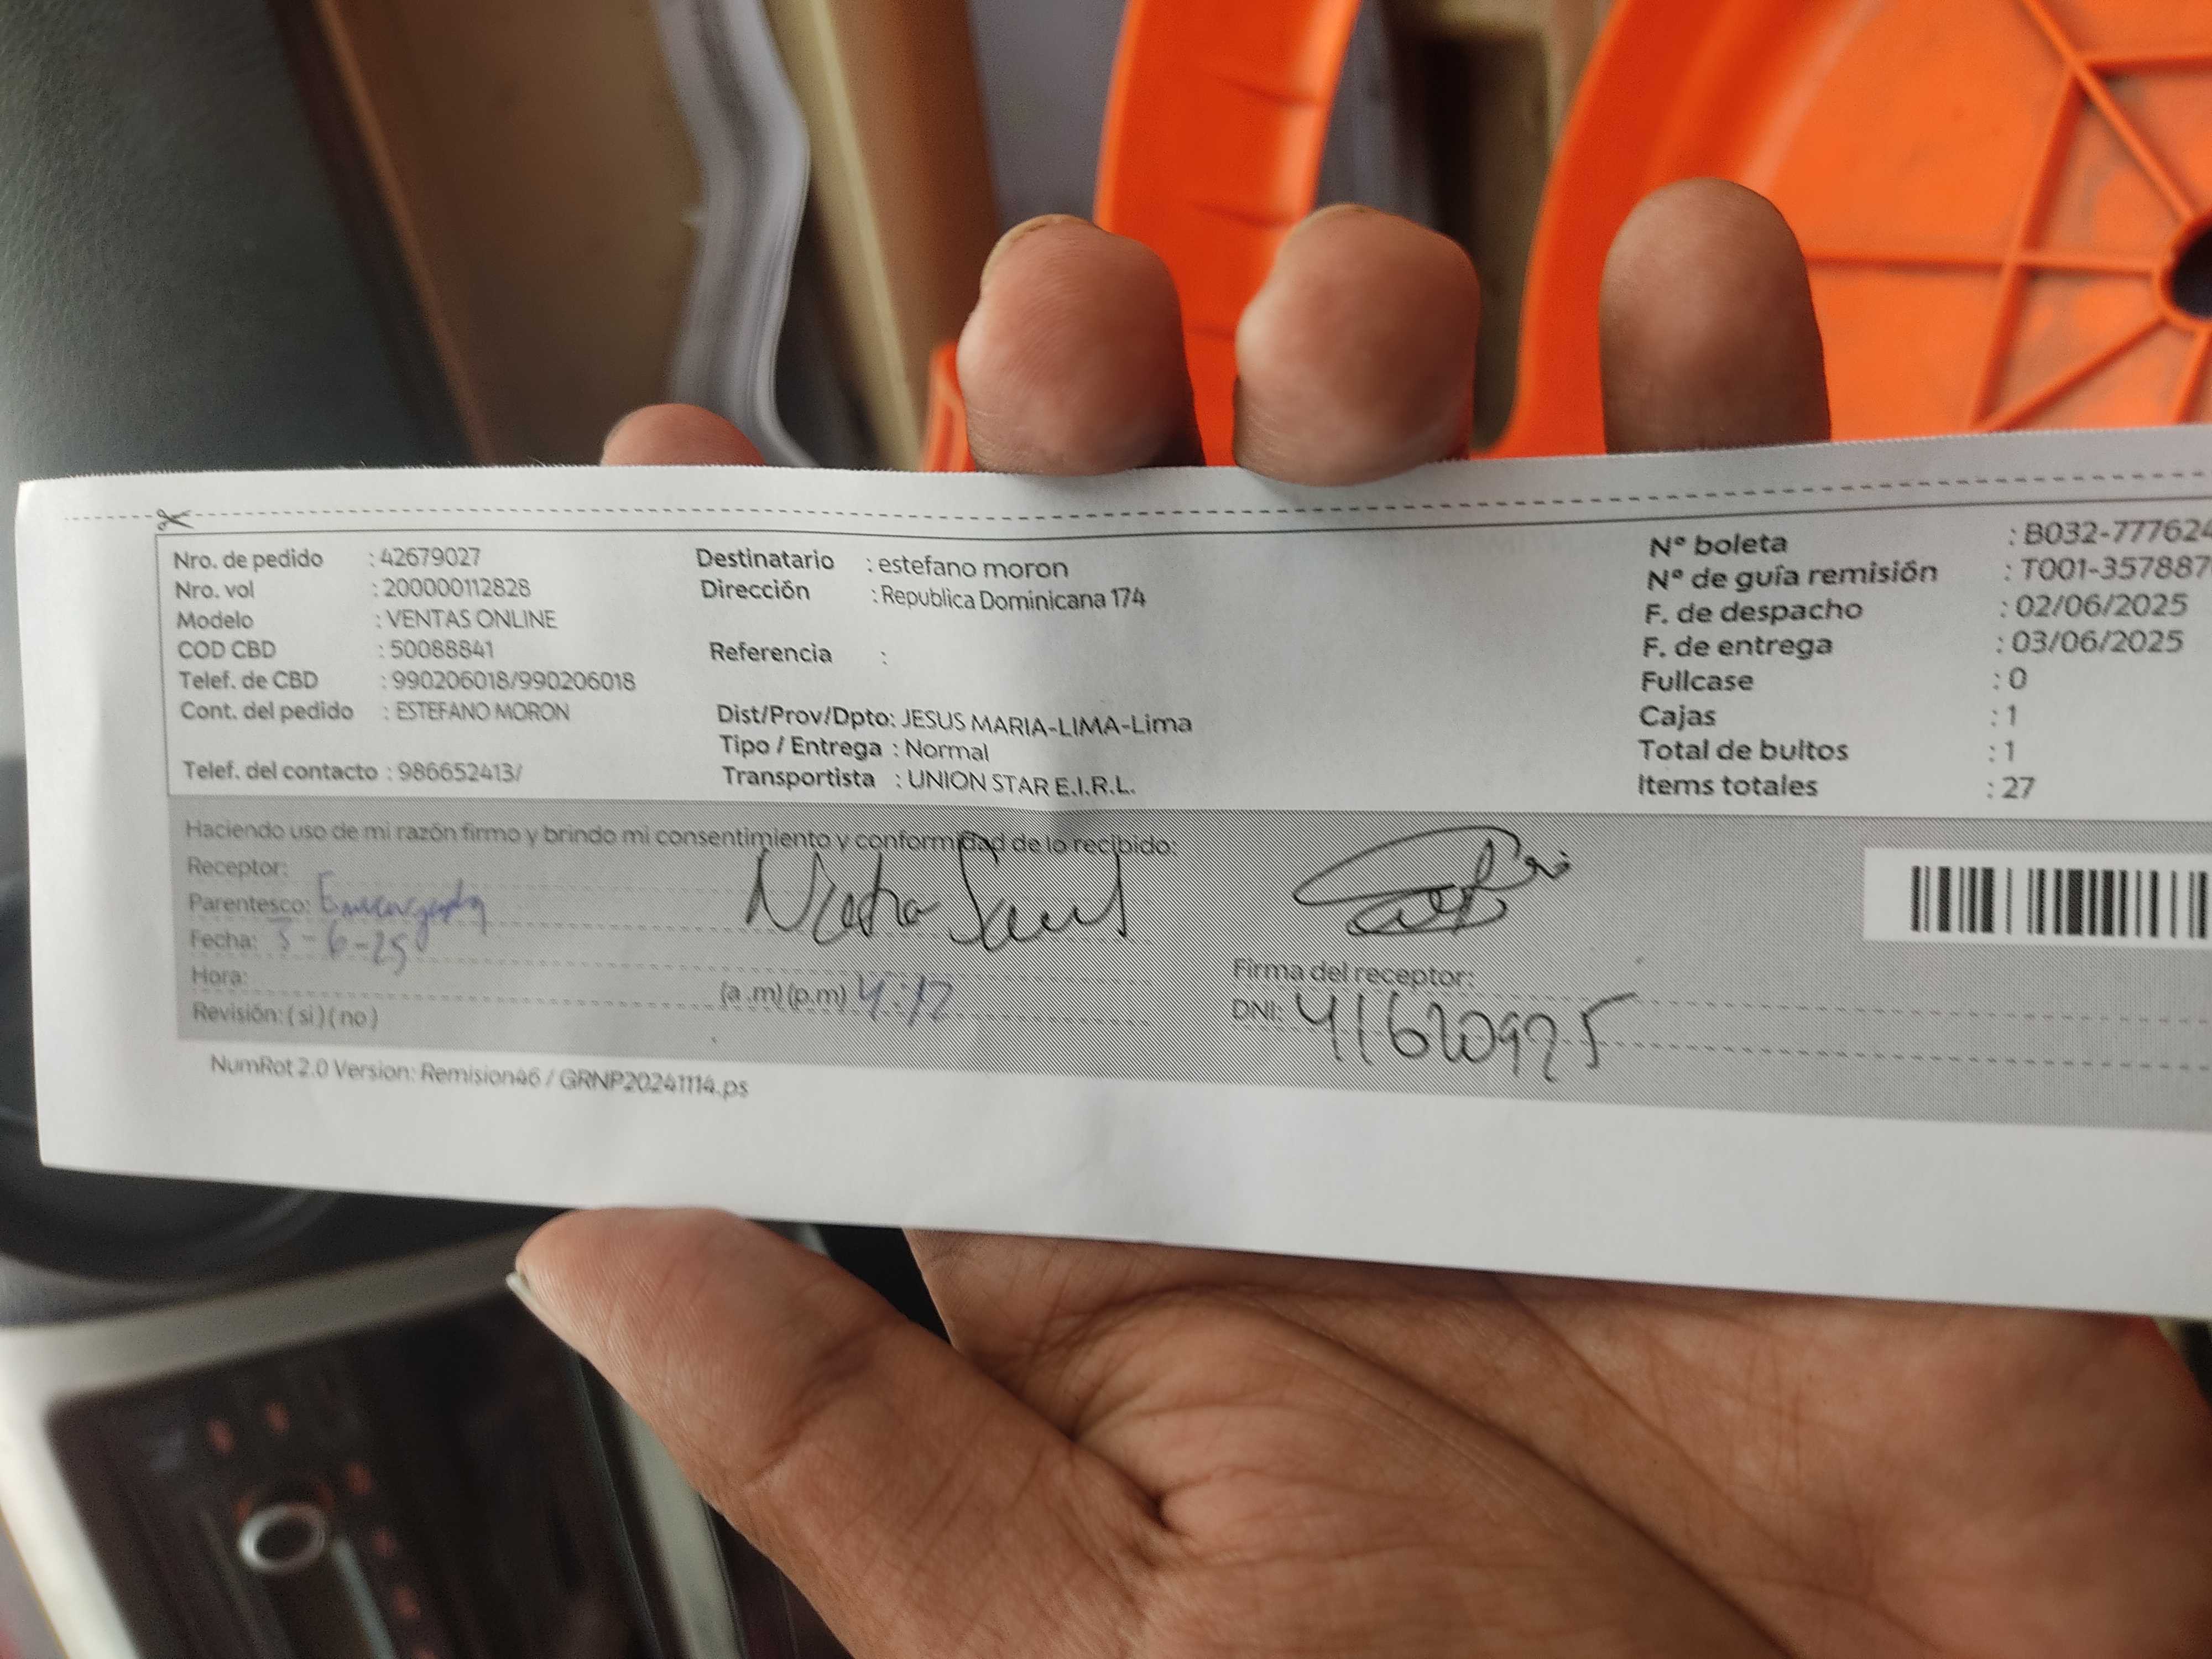 Nro. de pedido : 42679027
Nro. vol : 200000112828
Modelo : VENTAS ONLINE
COD CBD : 50088841
Telef. de CBD : 990206018/990206018
Cont. del pedido : ESTEFANO MORON
Telef. del contacto : 986652413/
Destinatario : estefano moron
Dirección : Republica Dominicana 174
Referencia :
Dist/Prov/Dpto: JESUS MARIA-LIMA-Lima
Tipo / Entrega : Normal
Transportista : UNION STAR E.I.R.L.
Nº boleta : B032-777624
Nº de guía remisión : T001-357887
F. de despacho : 02/06/2025
F. de entrega : 03/06/2025
Fullcase : 0
Cajas : 1
Total de bultos : 1
Items totales : 27
Haciendo uso de mi razón firmo y brindo mi consentimiento y conformidad de lo recibido:
Receptor:
Parentesco:
Fecha: 3-6-25
Hora: (a.m)(p.m) 4:12
Revisión: (si)(no)
Firma del receptor:
DNI: 41620925
NumRot 2.0 Version: Remision46 / GRNP20241114.ps